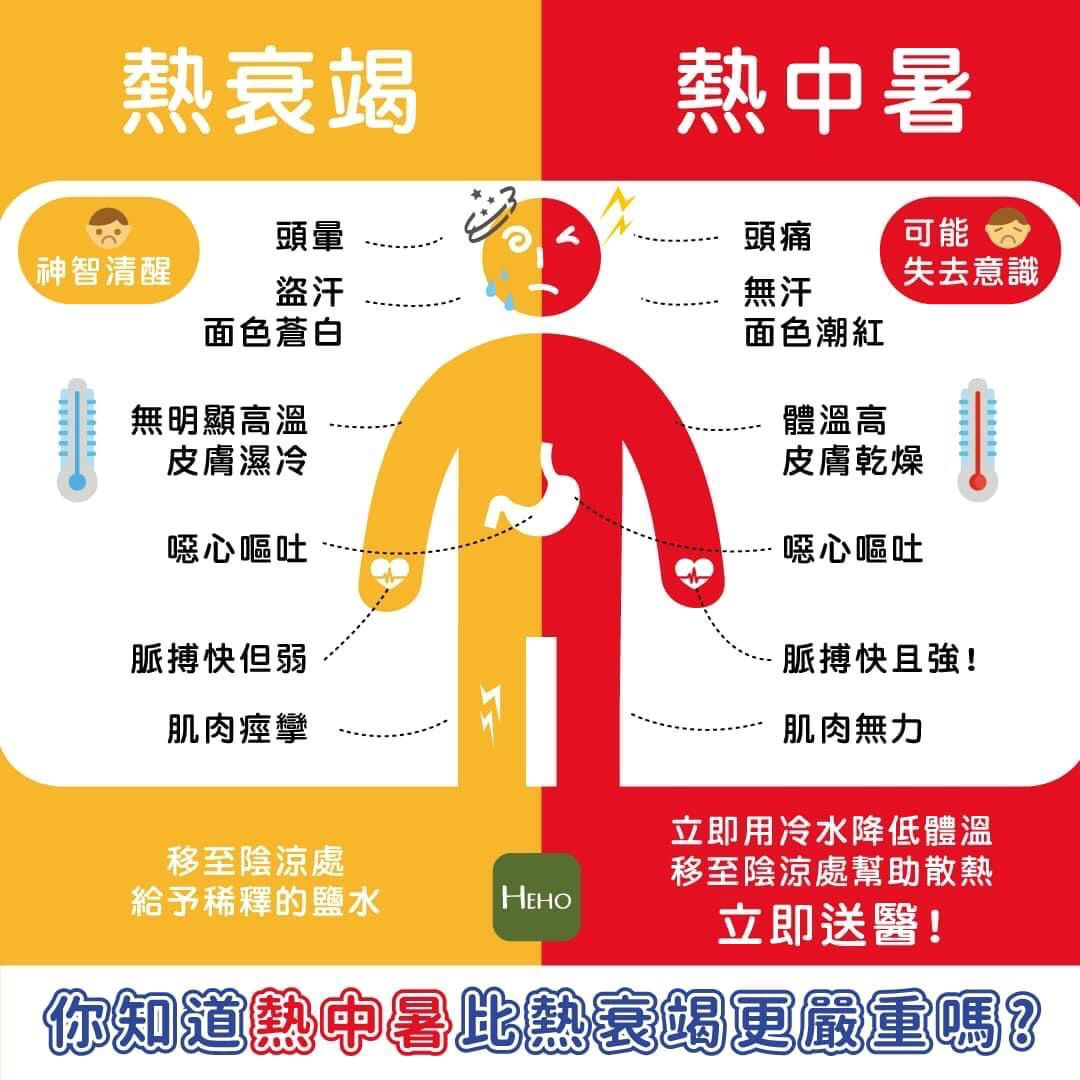 熱衰竭
熱中暑
神智清醒
頭暈
盜汗
面色蒼白
無明顯高溫
皮膚濕冷
噁心嘔吐
脈搏快但弱
肌肉痙攣
可能
失去意識
頭痛
無汗
面色潮紅
體溫高
皮膚乾燥
噁心嘔吐
脈搏快且強!
肌肉無力
移至陰涼處
給予稀釋的鹽水
HEHO
立即用冷水降低體溫
移至陰涼處幫助散熱
立即送醫!
你知道熱中暑比熱衰竭更嚴重嗎?